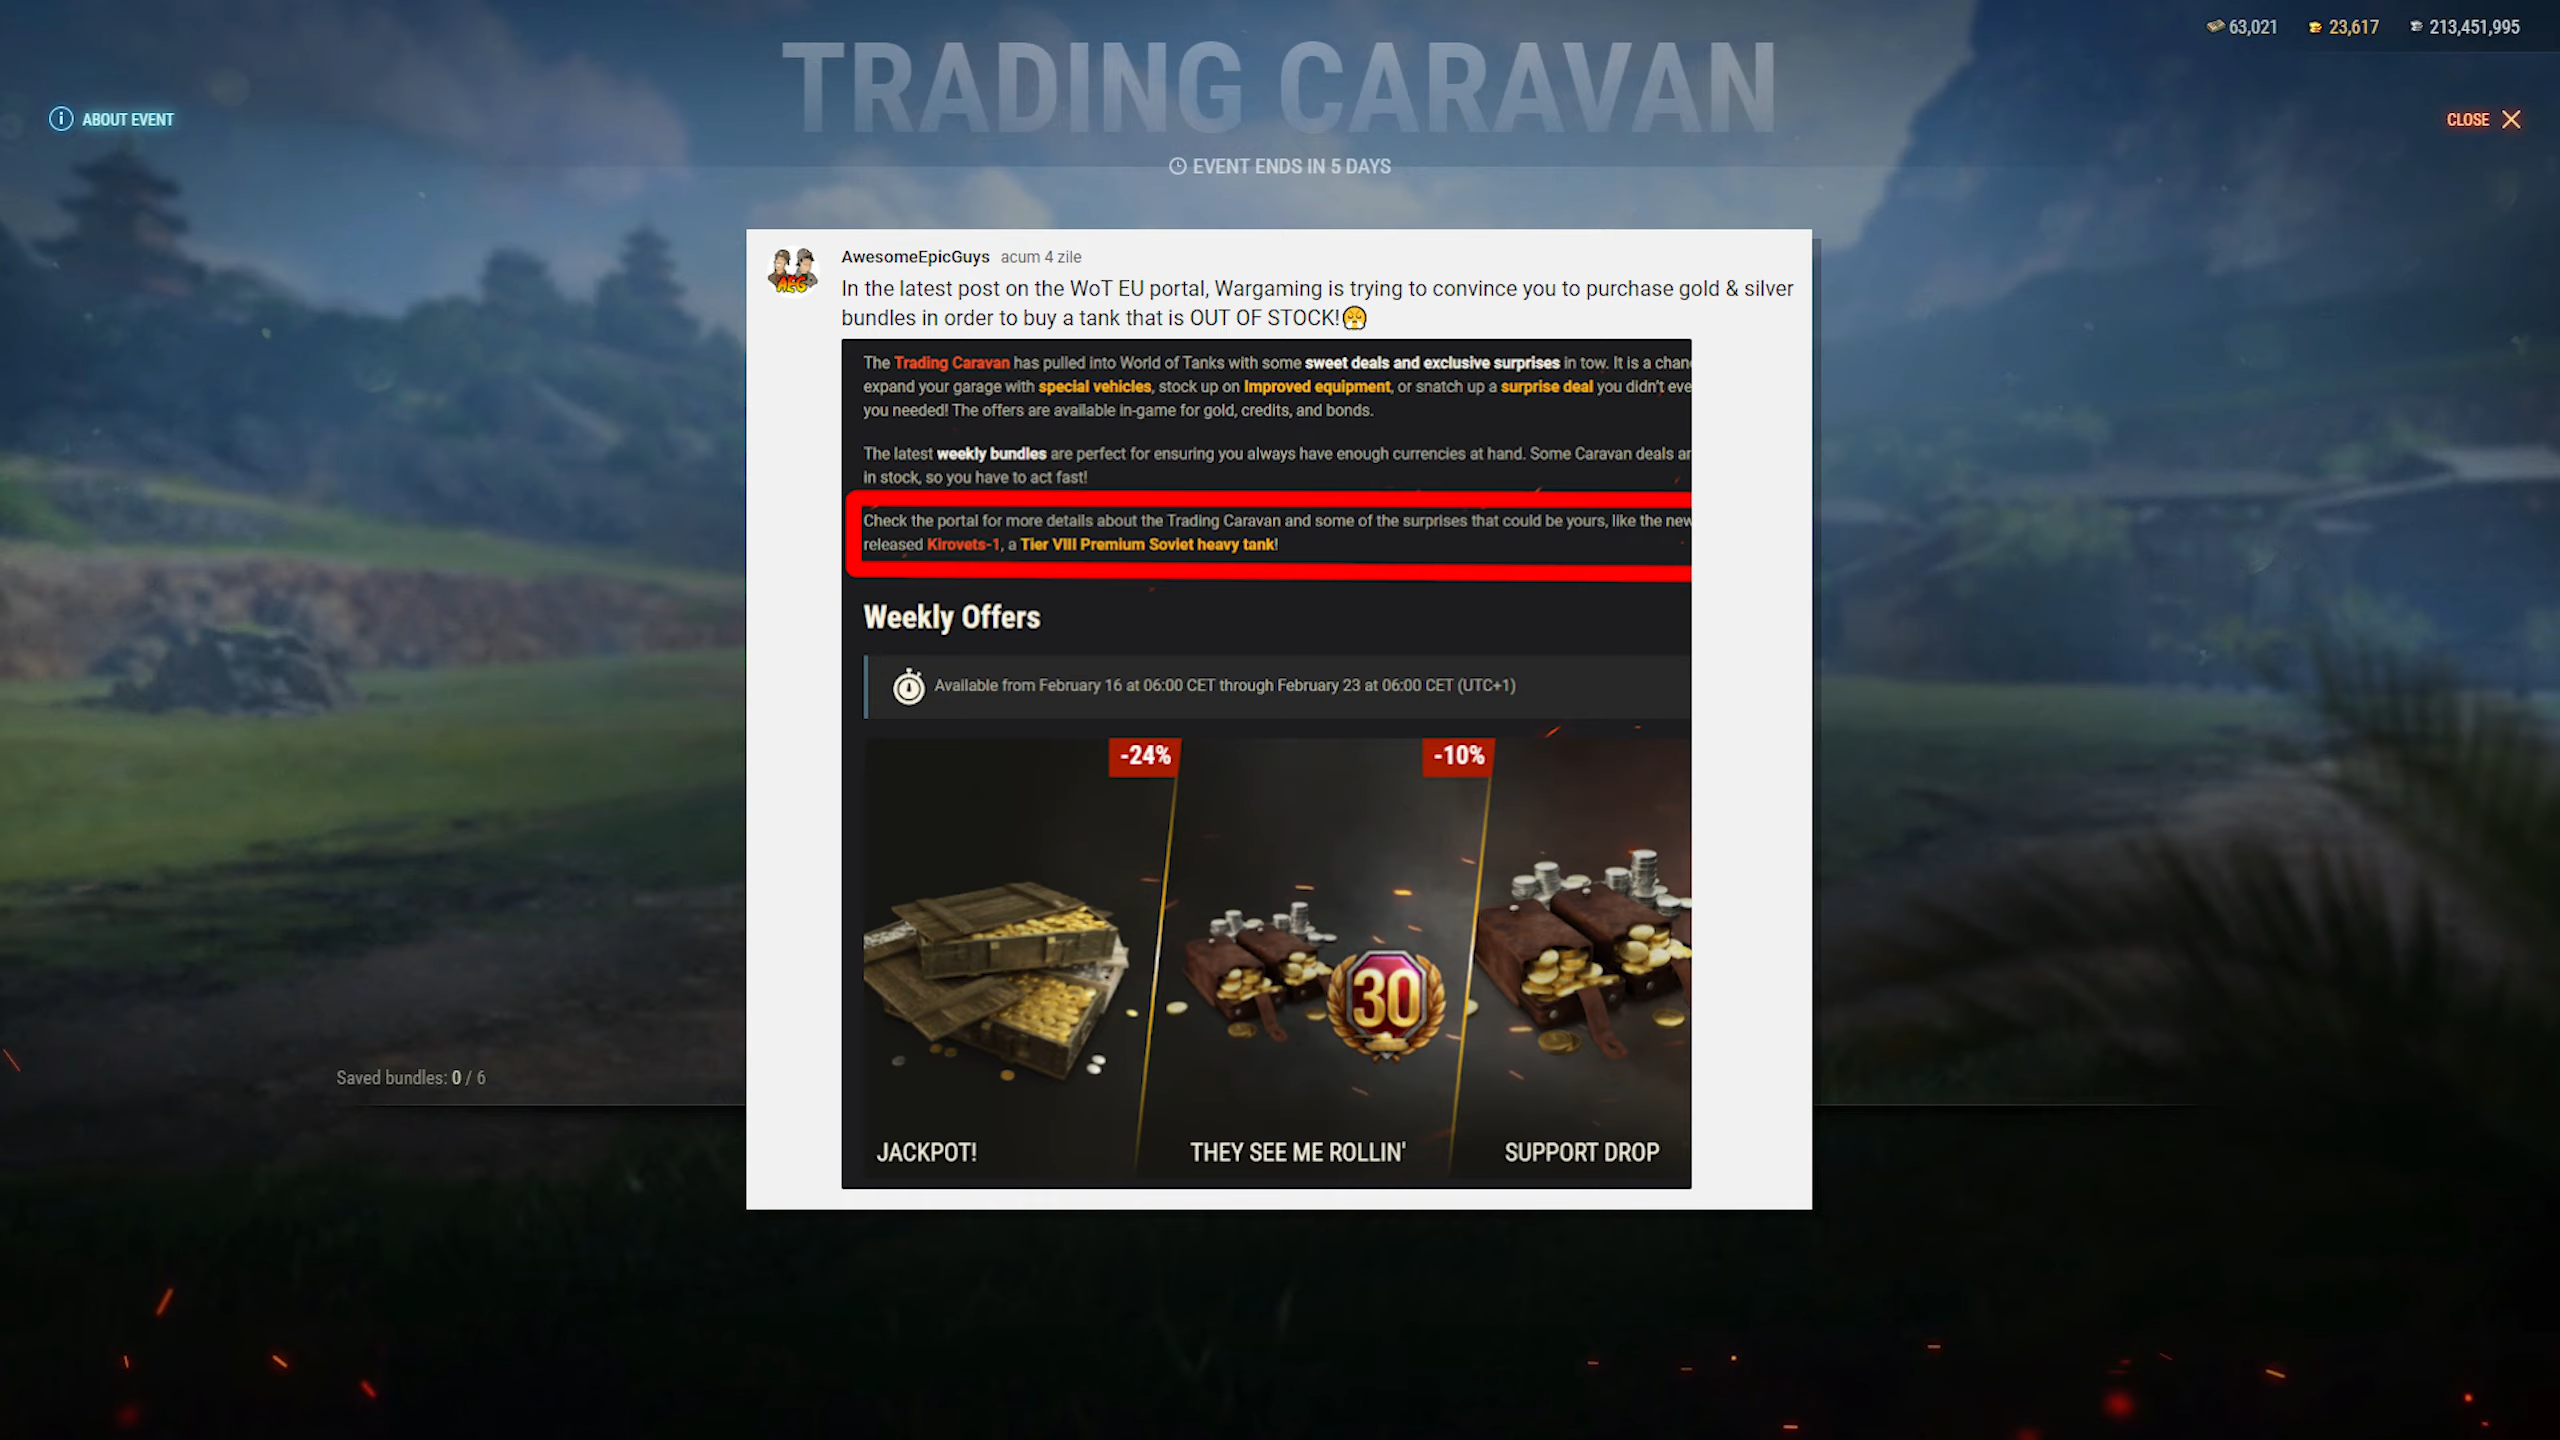 63,021 23,617 213,451,995
TRADING CARAVAN
ABOUT EVENT
CLOSE
EVENT ENDS IN 5 DAYS
AwesomeEpicGuys acum 4 zile
In the latest post on the WoT EU portal, Wargaming is trying to convince you to purchase gold & silver
bundles in order to buy a tank that is OUT OF STOCK!😤
The Trading Caravan has pulled into World of Tanks with some sweet deals and exclusive surprises in tow. It is a chan
expand your garage with special vehicles, stock up on Improved equipment, or snatch up a surprise deal you didn't eve
you needed! The offers are available in-game for gold, credits, and bonds.
The latest weekly bundles are perfect for ensuring you always have enough currencies at hand. Some Caravan deals ar
in stock, so you have to act fast!
Check the portal for more details about the Trading Caravan and some of the surprises that could be yours, like the new
released Kirovets-1, a Tier VIII Premium Soviet heavy tank!
Weekly Offers
Available from February 16 at 06:00 CET through February 23 at 06:00 CET (UTC+1)
-24%
-10%
30
Saved bundles: 0 / 6
JACKPOT!
THEY SEE ME ROLLIN'
SUPPORT DROP
AEG